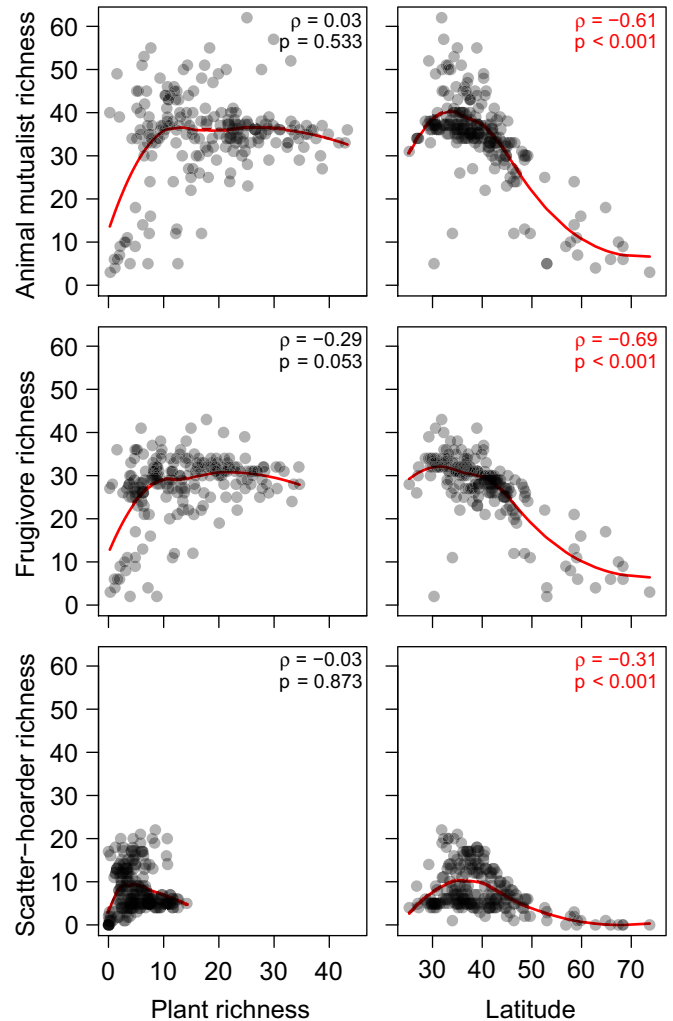 Animal mutualist richness
60
50
40
30
20
10
0
ρ = 0.03
p = 0.533
ρ = −0.61
p < 0.001
Frugivore richness
60
50
40
30
20
10
0
ρ = −0.29
p = 0.053
ρ = −0.69
p < 0.001
Scatter−hoarder richness
60
50
40
30
20
10
0
ρ = −0.03
p = 0.873
ρ = −0.31
p < 0.001
0 10 20 30 40
30 40 50 60 70
Plant richness
Latitude